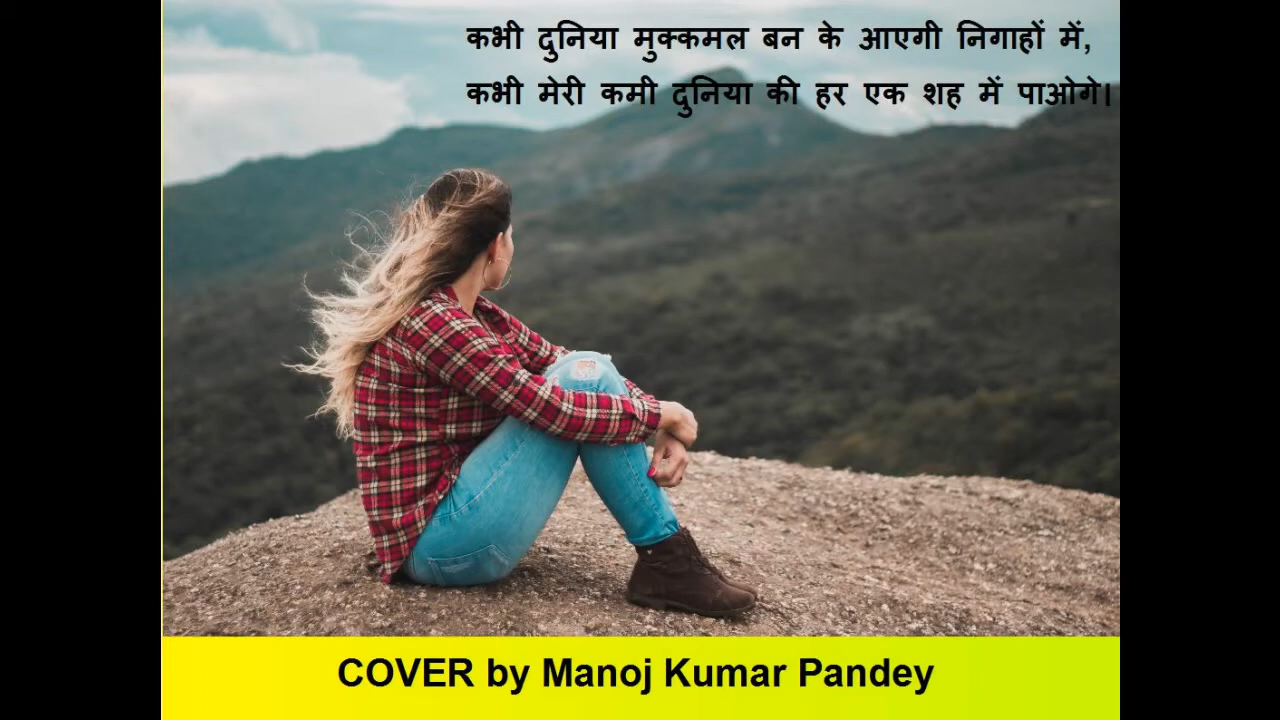 कभी दुनिया मुक्कमल बन के आएगी निगाहों में,
कभी मेरी कमी दुनिया की हर एक शह में पाओगे।
COVER by Manoj Kumar Pandey